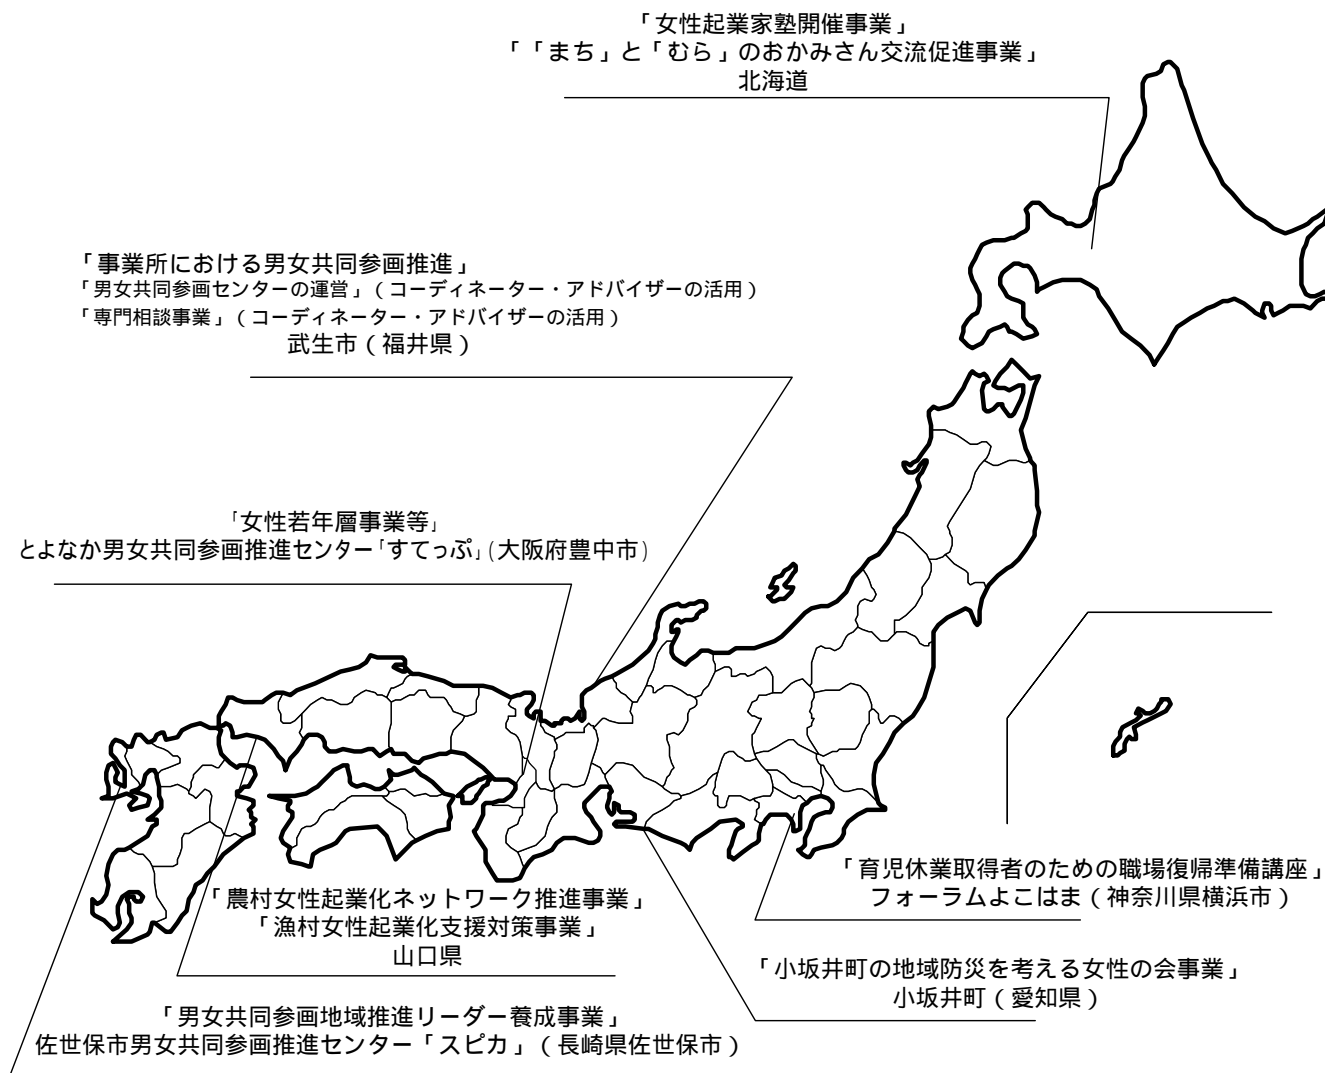 「女性起業家塾開催事業」
「「まち」と「むら」のおかみさん交流促進事業」
北海道
「事業所における男女共同参画推進」
「男女共同参画センターの運営」（コーディネーター・アドバイザーの活用）
「専門相談事業」（コーディネーター・アドバイザーの活用）
武生市（福井県）
「女性若年層事業等」
とよなか男女共同参画推進センター「すてっぷ」（大阪府豊中市）
「育児休業取得者のための職場復帰準備講座」
フォーラムよこはま（神奈川県横浜市）
「農村女性起業化ネットワーク推進事業」
「漁村女性起業化支援対策事業」
山口県
「小坂井町の地域防災を考える女性の会事業」
小坂井町（愛知県）
「男女共同参画地域推進リーダー養成事業」
佐世保市男女共同参画推進センター「スピカ」（長崎県佐世保市）